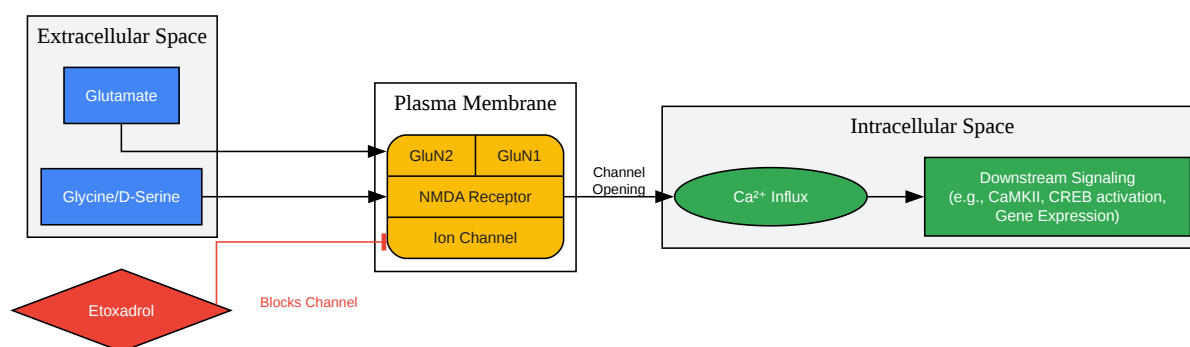 Extracellular Space
Glutamate
Glycine/D-Serine
Plasma Membrane
GluN2
GluN1
NMDA Receptor
Ion Channel
Channel
Opening
Intracellular Space
Ca²⁺ Influx
Downstream Signaling
(e.g., CaMKII, CREB activation,
Gene Expression)
Etoxadrol
Blocks Channel